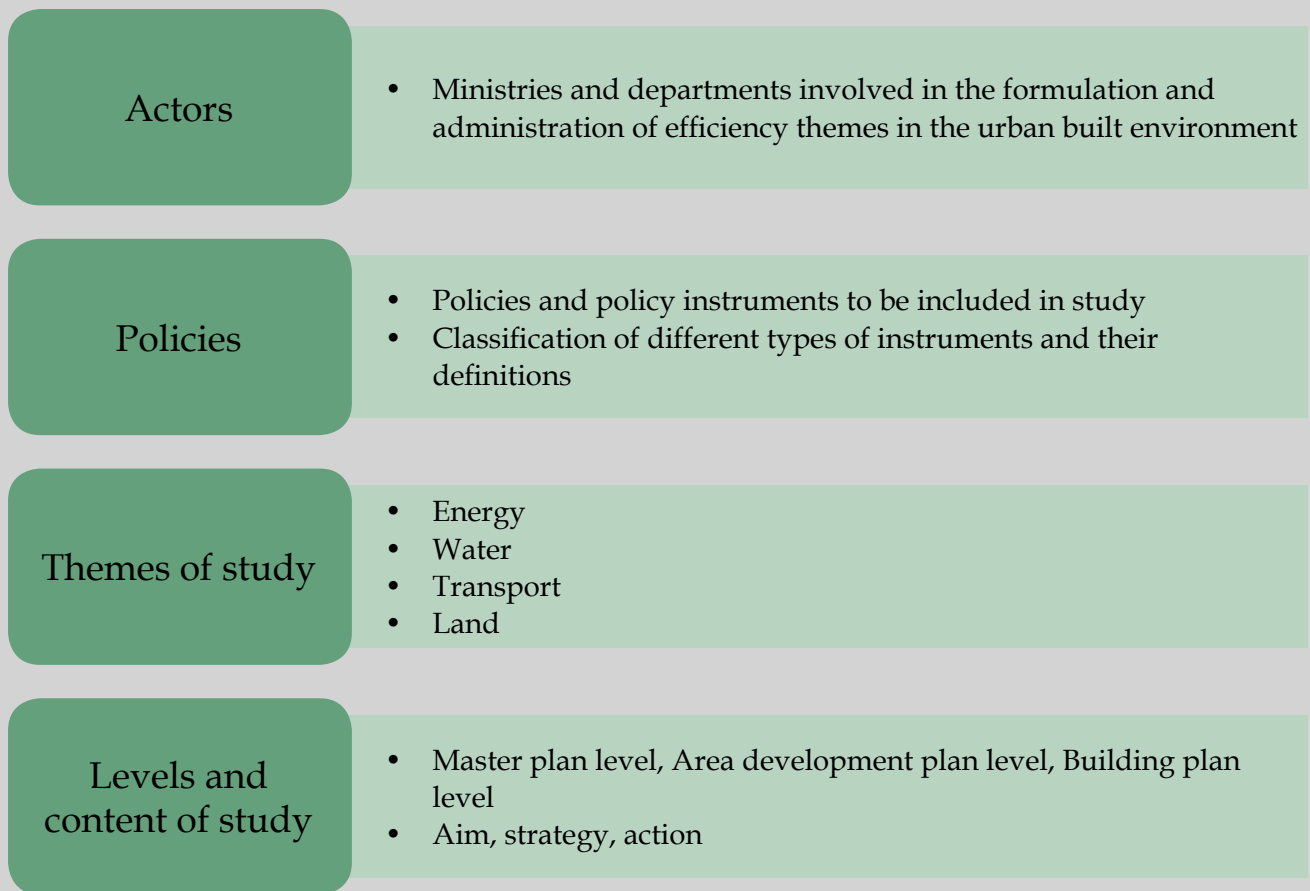 Actors
• Ministries and departments involved in the formulation and
administration of efficiency themes in the urban built environment
Policies
• Policies and policy instruments to be included in study
• Classification of different types of instruments and their
definitions
Themes of study
• Energy
• Water
• Transport
• Land
Levels and
content of study
• Master plan level, Area development plan level, Building plan
level
• Aim, strategy, action